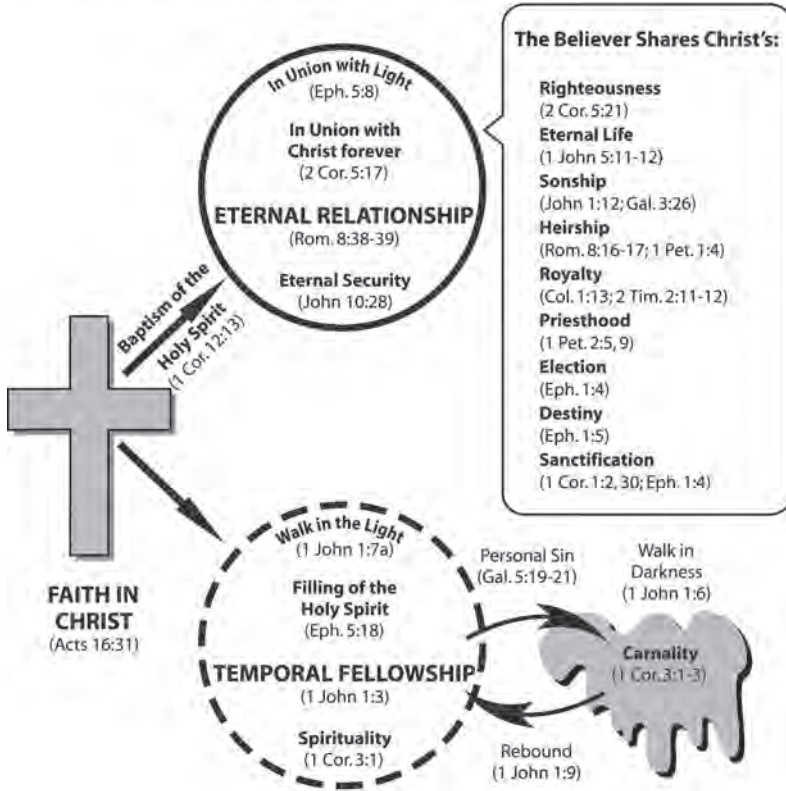 In Union with Light
(Eph. 5:8)
In Union with
Christ forever
(2 Cor. 5:17)
ETERNAL RELATIONSHIP
(Rom. 8:38-39)
Eternal Security
(John 10:28)
The Believer Shares Christ's:
Righteousness
(2 Cor. 5:21)
Eternal Life
(1 John 5:11-12)
Sonship
(John 1:12; Gal. 3:26)
Heirship
(Rom. 8:16-17; 1 Pet. 1:4)
Royalty
(Col. 1:13; 2 Tim. 2:11-12)
Priesthood
(1 Pet. 2:5, 9)
Election
(Eph. 1:4)
Destiny
(Eph. 1:5)
Sanctification
(1 Cor. 1:2, 30; Eph. 1:4)
Baptism of the
Holy Spirit
(1 Cor. 12:13)
FAITH IN
CHRIST
(Acts 16:31)
Walk in the Light
(1 John 1:7a)
Filling of the
Holy Spirit
(Eph. 5:18)
TEMPORAL FELLOWSHIP
(1 John 1:3)
Spirituality
(1 Cor. 3:1)
Personal Sin
(Gal. 5:19-21)
Walk in
Darkness
(1 John 1:6)
Carnality
(1 Cor. 3:1-3)
Rebound
(1 John 1:9)